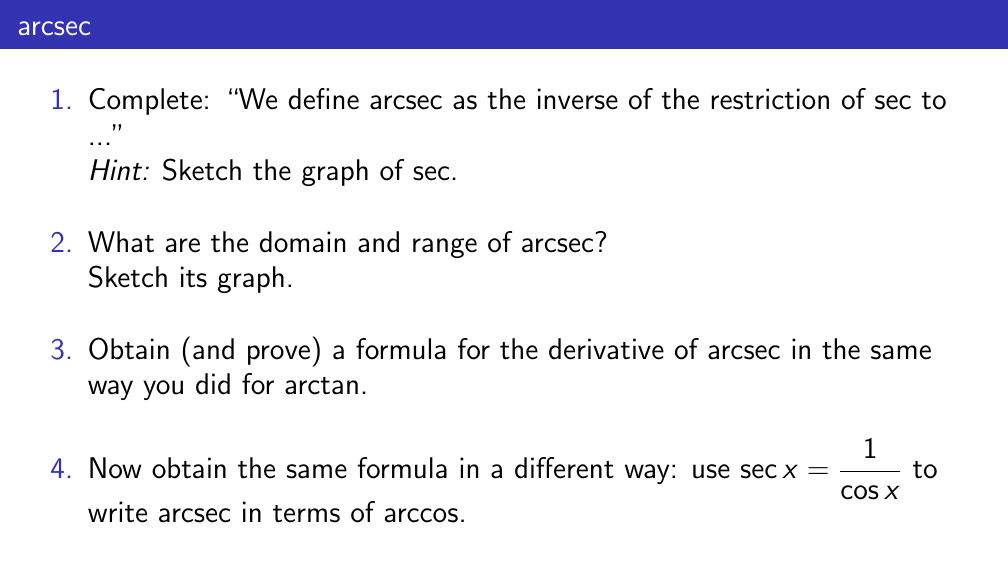 arcsec
1. Complete: “We define arcsec as the inverse of the restriction of sec to
...”
Hint: Sketch the graph of sec.
2. What are the domain and range of arcsec?
Sketch its graph.
3. Obtain (and prove) a formula for the derivative of arcsec in the same
way you did for arctan.
4. Now obtain the same formula in a different way: use sec x = 1/cos x to
write arcsec in terms of arccos.